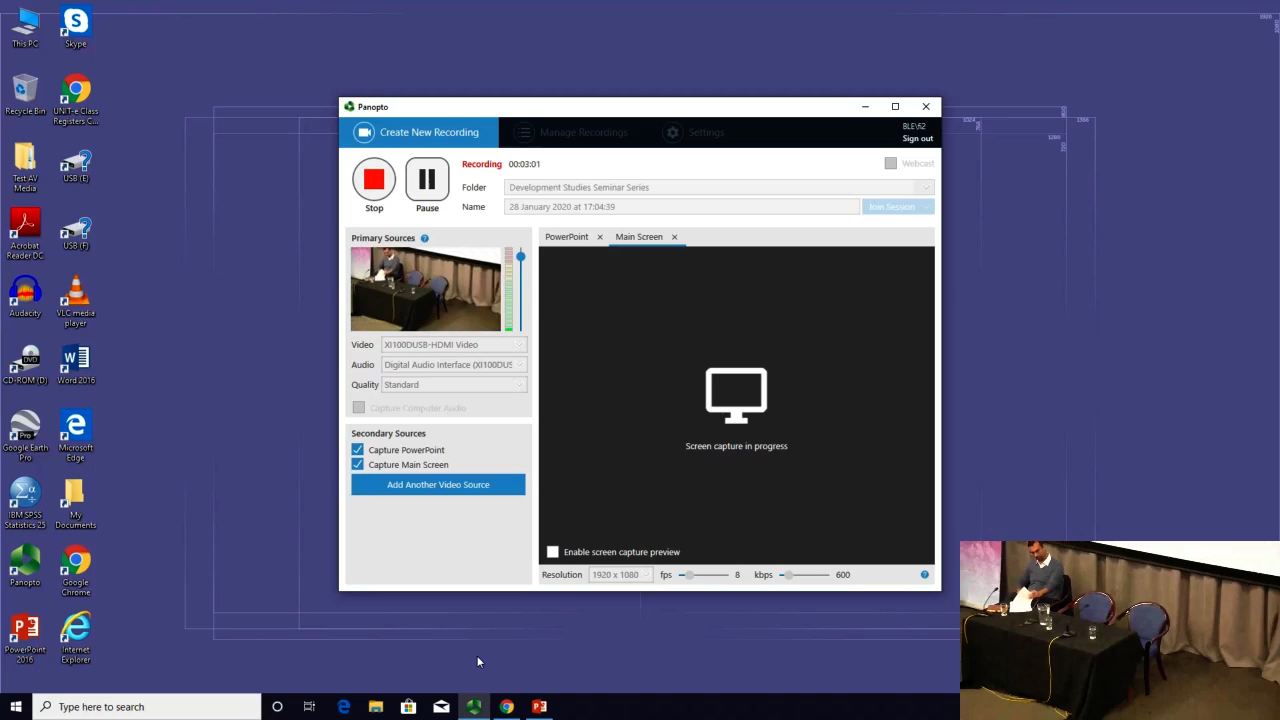 This PC
Skype
Recycle Bin
UNIT-e Class
Registers C...
Test AV
Media
USB (E)
Acrobat
Reader DC
USB (F)
Audacity
VLC media
player
CD-ROM (D)
Word 2016
Google Earth
Pro
Microsoft
Edge
IBM SPSS
Statistics 25
My
Documents
Panopto
Google
Chrome
PowerPoint
2016
Internet
Explorer
Panopto
Create New Recording
Manage Recordings
Settings
BLE\fi2
Sign out
Recording 00:03:01
Webcast
Folder
Development Studies Seminar Series
Name
28 January 2020 at 17:04:39
Join Session
Stop
Pause
Primary Sources
PowerPoint
Main Screen
Video
XI100DUSB-HDMI Video
Audio
Digital Audio Interface (XI100DUS
Quality
Standard
Capture Computer Audio
Secondary Sources
Capture PowerPoint
Capture Main Screen
Add Another Video Source
Screen capture in progress
Enable screen capture preview
Resolution
1920 x 1080
fps
8
kbps
600
1024
1366
1280
Type here to search